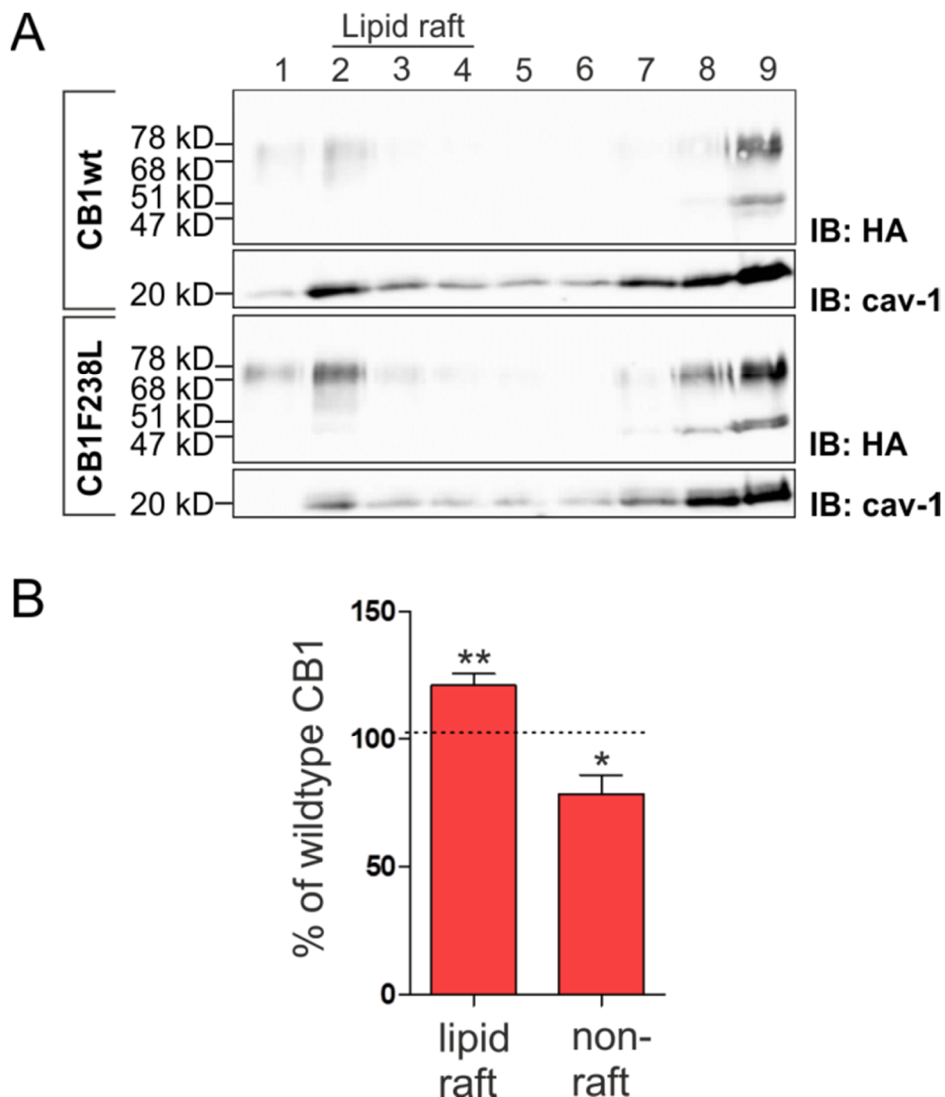 A
Lipid raft
1 2 3 4 5 6 7 8 9
CB1wt
78 kD
68 kD
51 kD
47 kD
IB: HA
20 kD
IB: cav-1
CB1F238L
78 kD
68 kD
51 kD
47 kD
IB: HA
20 kD
IB: cav-1
B
% of wildtype CB1
150
100
50
0
**
*
lipid
raft
non-
raft